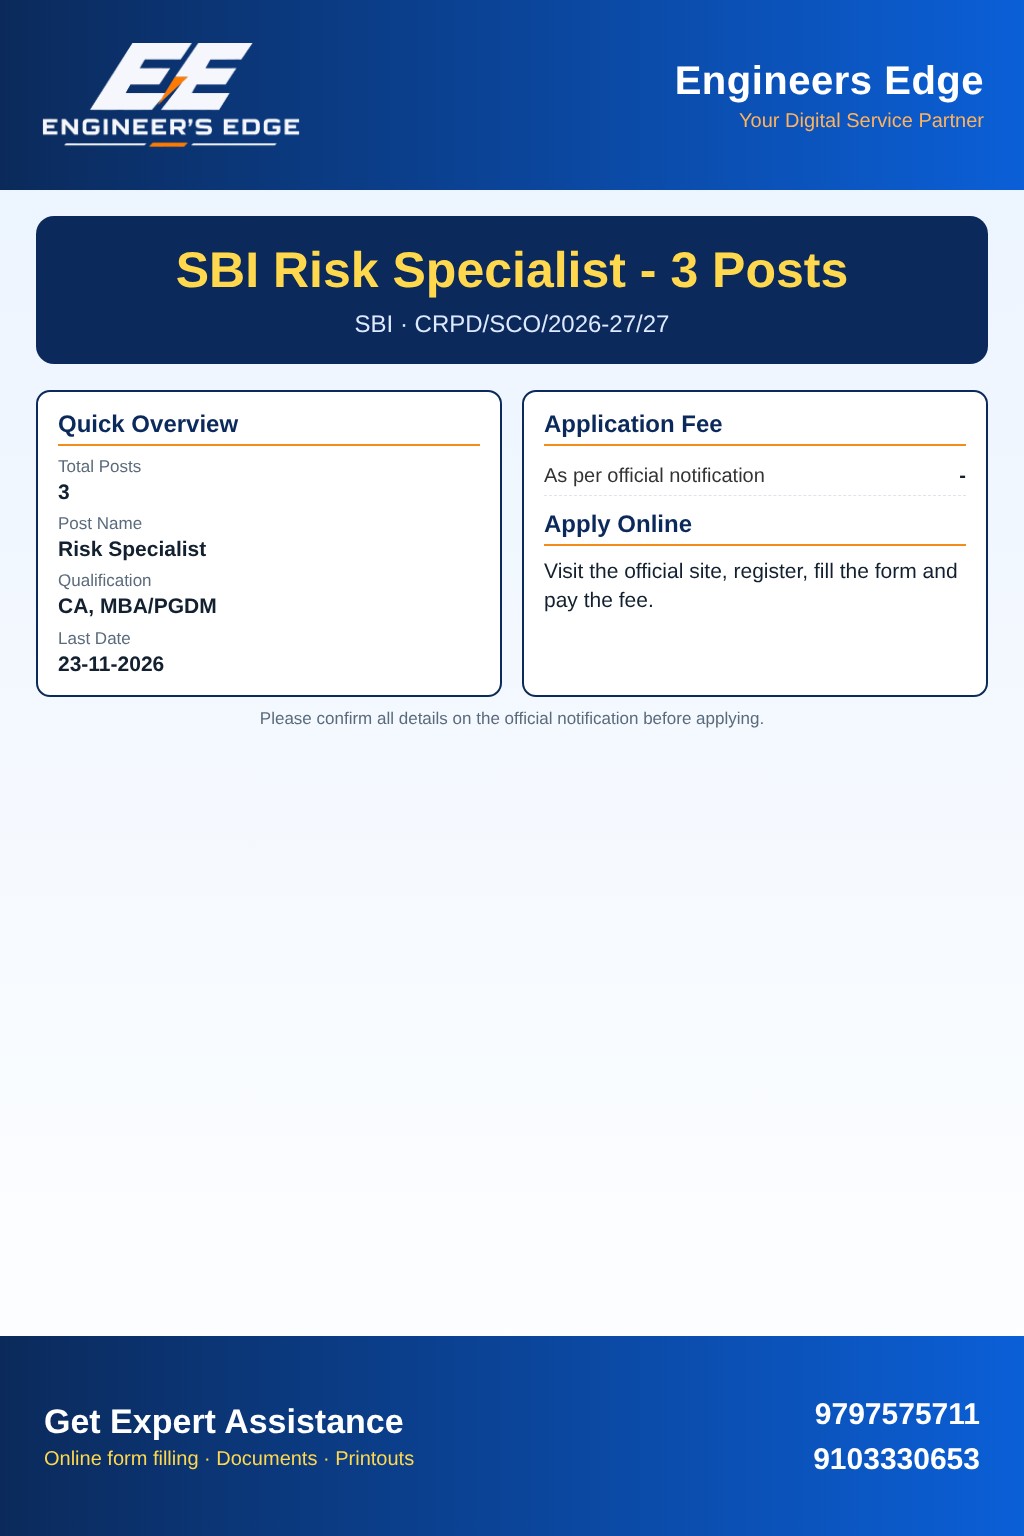 EE
ENGINEER'S EDGE
Engineers Edge
Your Digital Service Partner
SBI Risk Specialist - 3 Posts
SBI · CRPD/SCO/2026-27/27
Quick Overview
Total Posts
3
Post Name
Risk Specialist
Qualification
CA, MBA/PGDM
Last Date
23-11-2026
Application Fee
As per official notification -
Apply Online
Visit the official site, register, fill the form and
pay the fee.
Please confirm all details on the official notification before applying.
Get Expert Assistance
Online form filling · Documents · Printouts
9797575711
9103330653